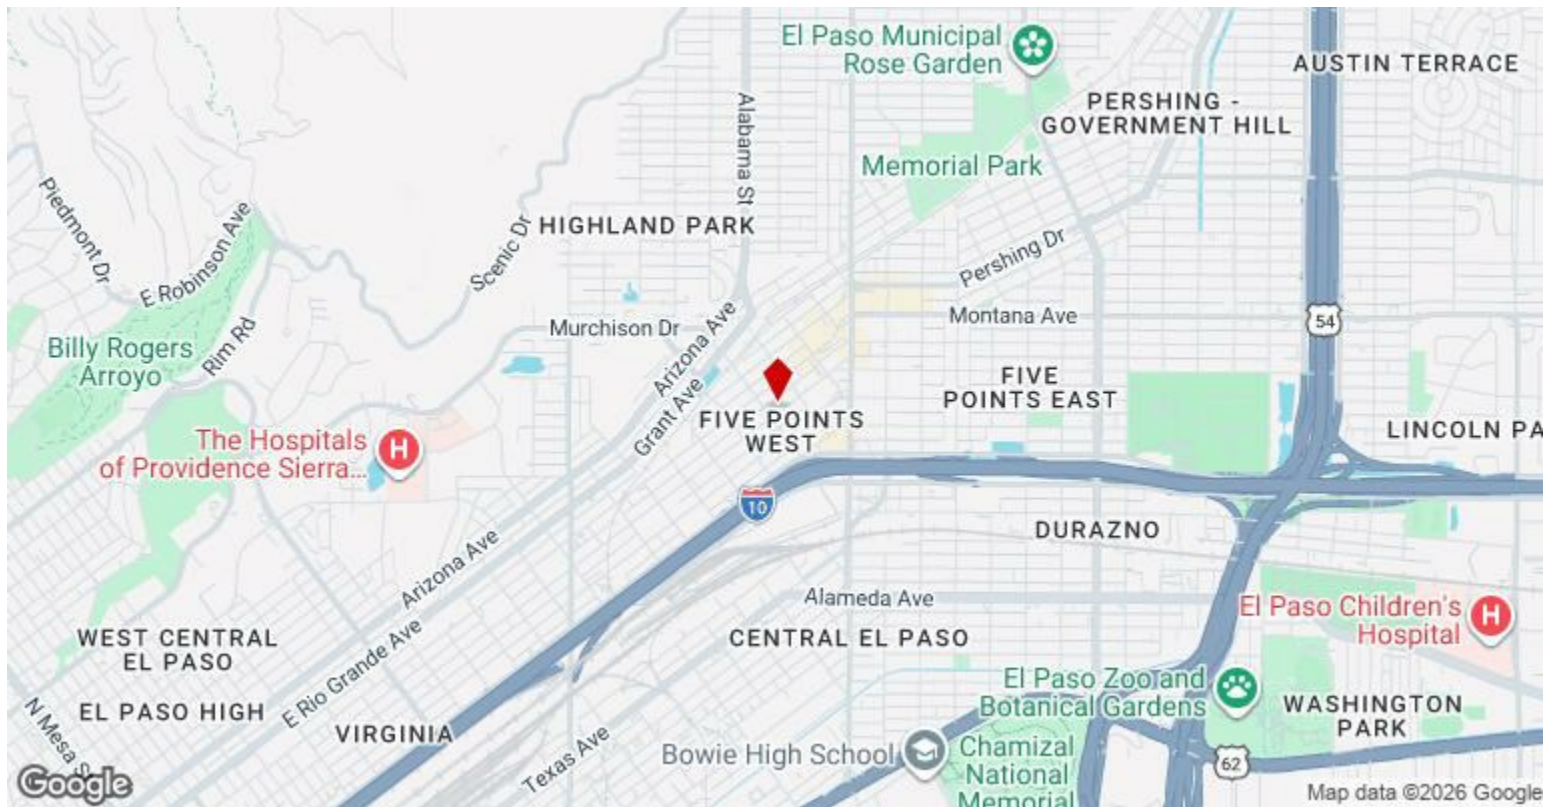 El Paso Municipal
Rose Garden
AUSTIN TERRACE
PERSHING -
GOVERNMENT HILL
Alabama St
Memorial Park
Piedmont Dr
E Robinson Ave
Scenic Dr
HIGHLAND PARK
Pershing Dr
Billy Rogers
Arroyo
Rim Rd
Murchison Dr
Arizona Ave
Grant Ave
Montana Ave
54
FIVE
POINTS EAST
FIVE POINTS
WEST
LINCOLN PA
The Hospitals
of Providence Sierra...
H
10
DURAZNO
Arizona Ave
Alameda Ave
El Paso Children's
Hospital
H
WEST CENTRAL
EL PASO
CENTRAL EL PASO
E Rio Grande Ave
El Paso Zoo and
Botanical Gardens
WASHINGTON
PARK
EL PASO HIGH
N Mesa St
VIRGINIA
Texas Ave
Bowie High School
Chamizal
National
Memorial
62
Google
Map data ©2026 Google